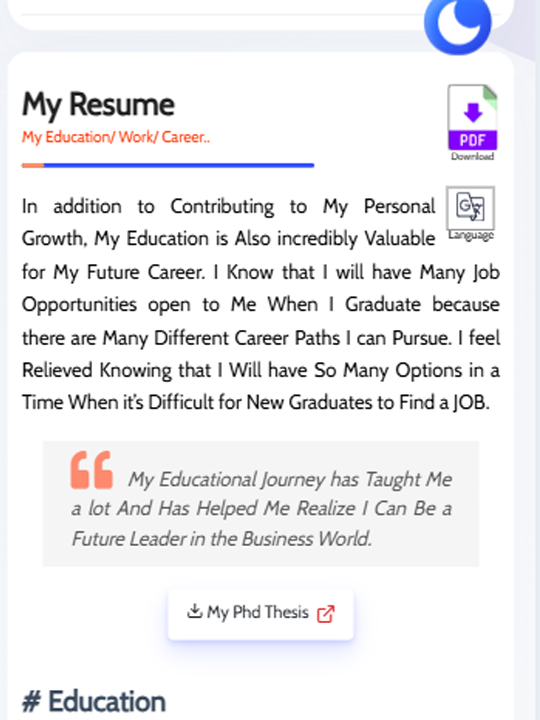 My Resume
My Education/ Work/ Career..
PDF
Download
In addition to Contributing to My Personal
Growth, My Education is Also incredibly Valuable
Language
for My Future Career. I Know that I will have Many Job
Opportunities open to Me When I Graduate because
there are Many Different Career Paths I can Pursue. I feel
Relieved Knowing that I Will have So Many Options in a
Time When it's Difficult for New Graduates to Find a JOB.
“ My Educational Journey has Taught Me
a lot And Has Helped Me Realize I Can Be a
Future Leader in the Business World.
My Phd Thesis
# Education